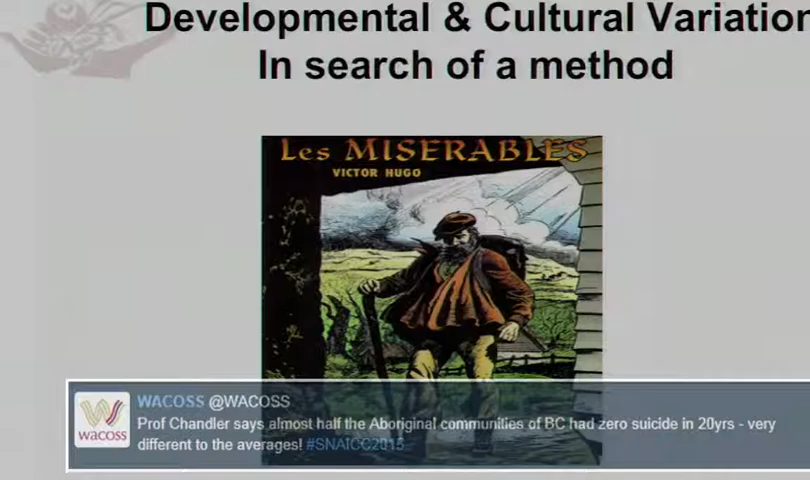 Developmental & Cultural Variation
In search of a method
Les MISERABLES
VICTOR HUGO
WACOSS @WACOSS
Prof Chandler says almost half the Aboriginal communities of BC had zero suicide in 20yrs - very
different to the averages! #SNAICC2015
wacoss